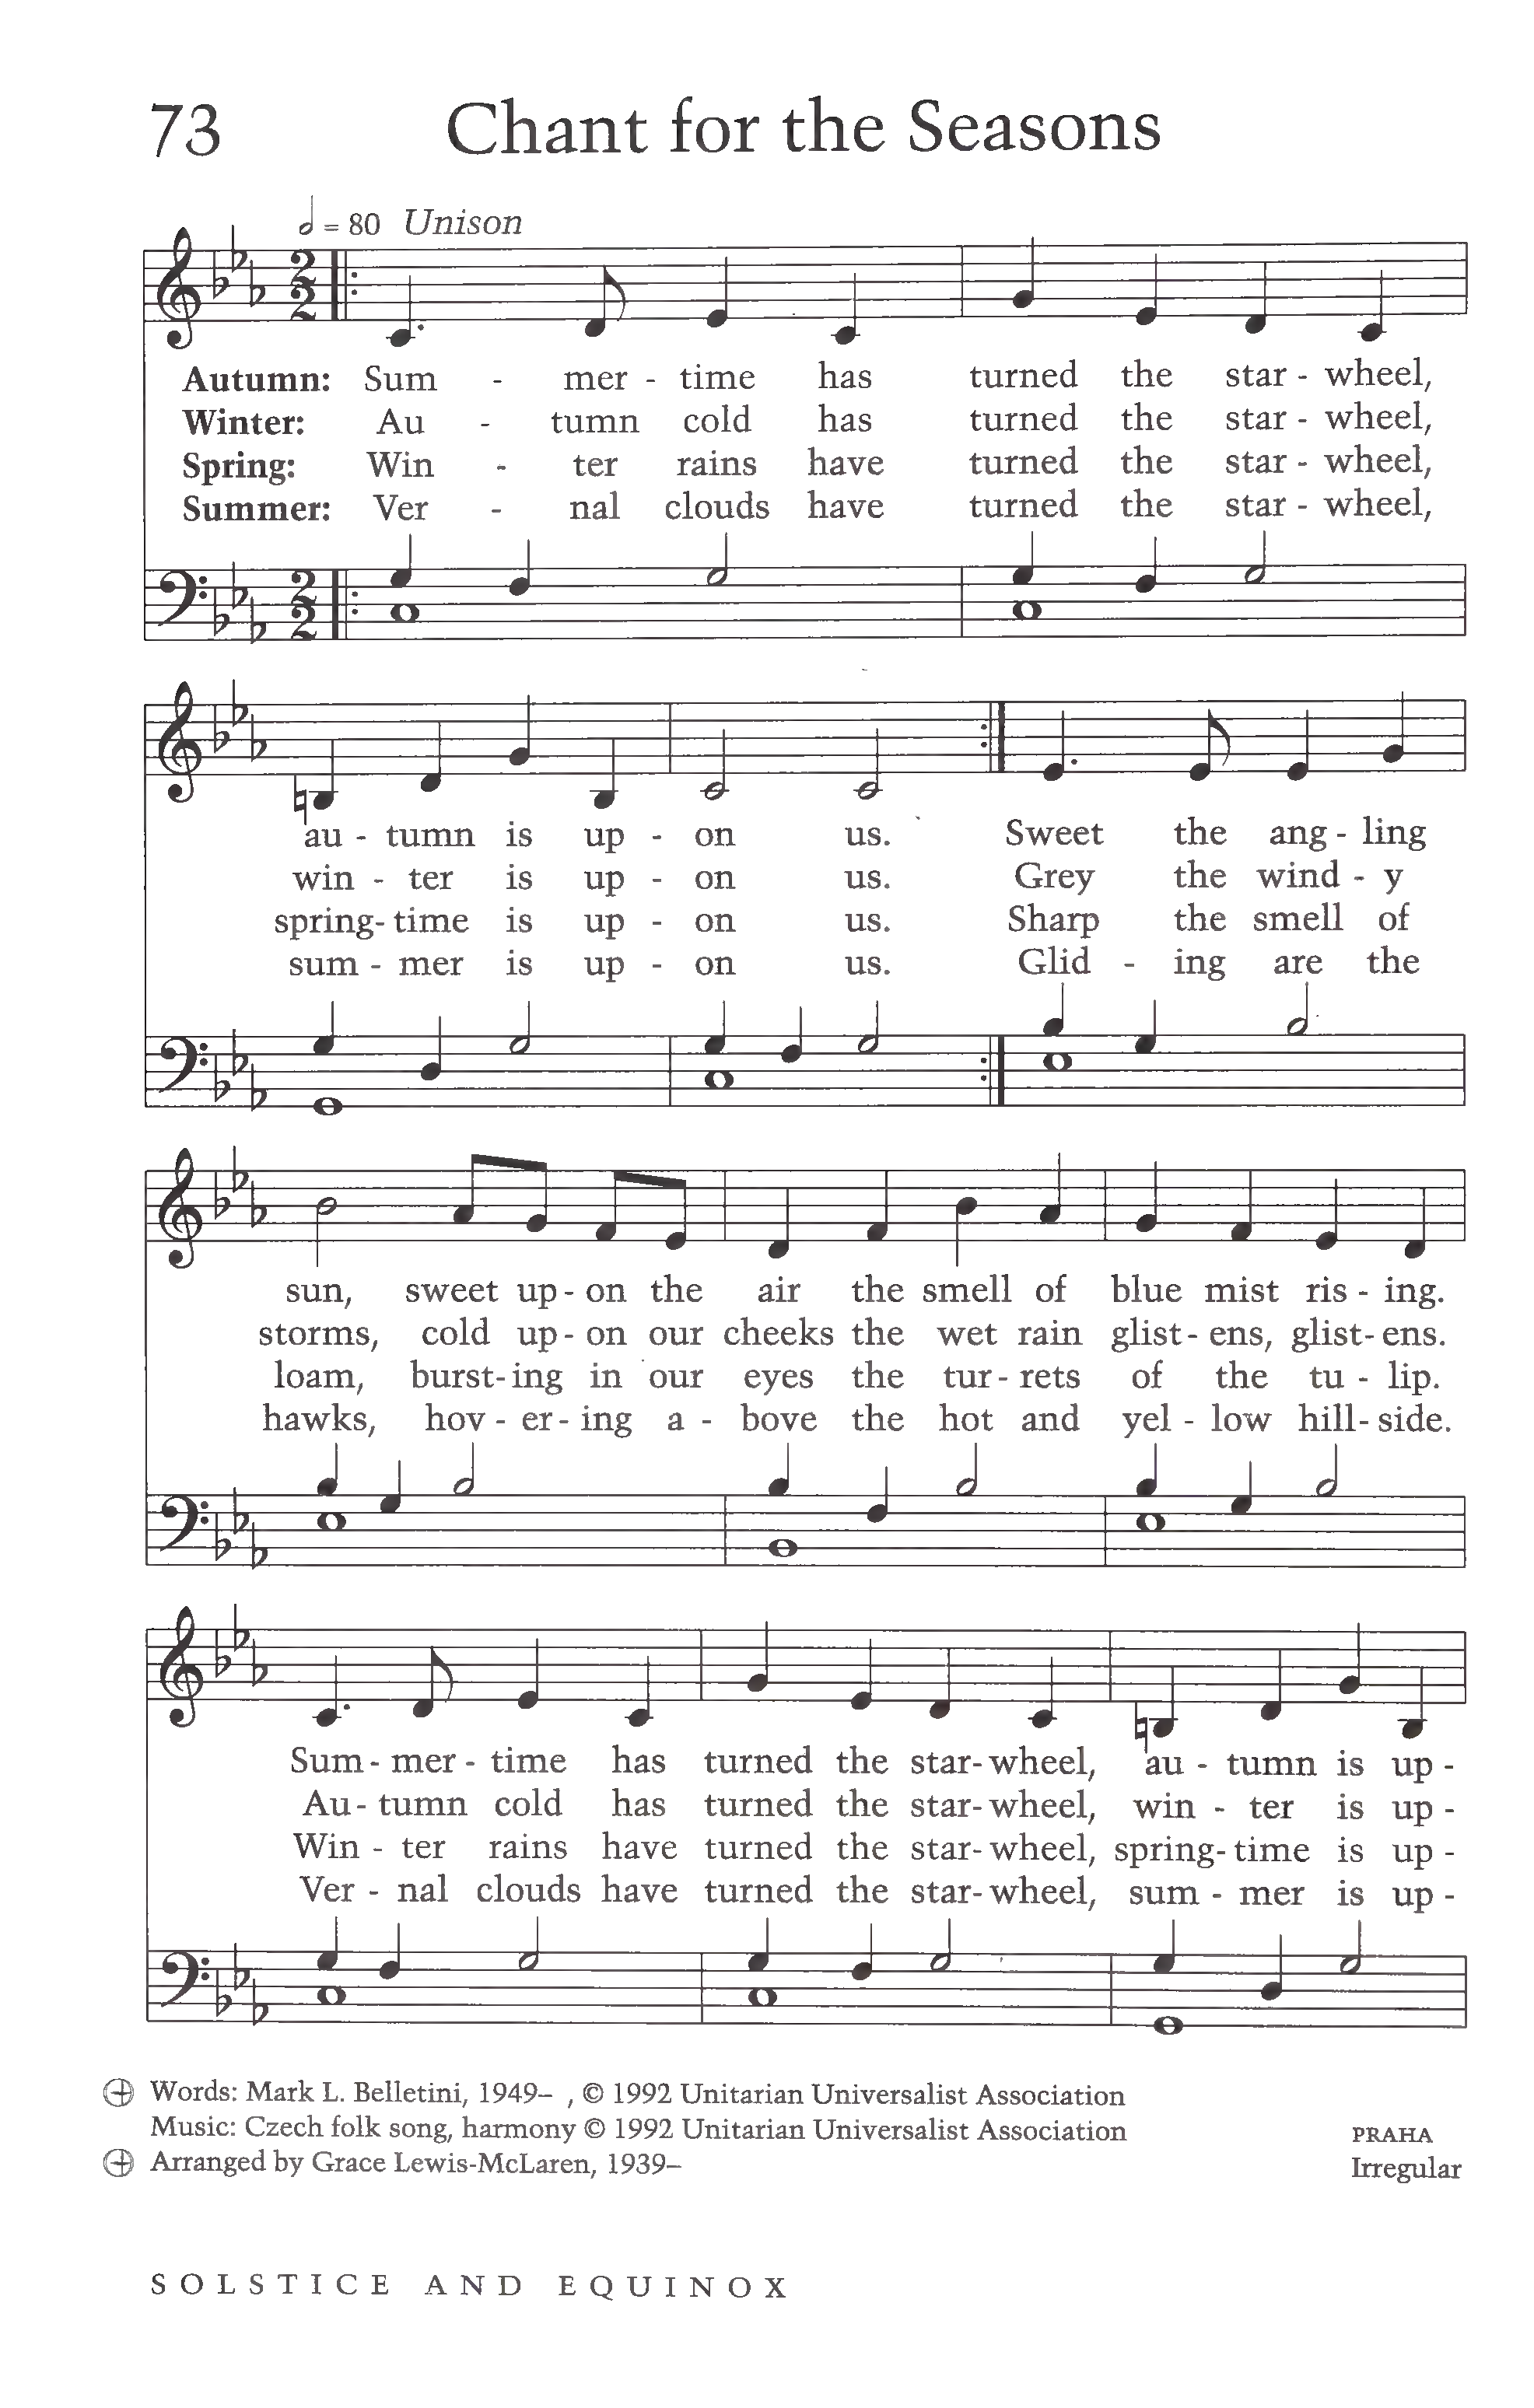 73 Chant for the Seasons
= 80 Unison
Autumn: Sum - mer - time has turned the star - wheel,
Winter: Au - tumn cold has turned the star - wheel,
Spring: Win - ter rains have turned the star - wheel,
Summer: Ver - nal clouds have turned the star - wheel,
au - tumn is up - on us. Sweet the ang - ling
win - ter is up - on us. Grey the wind - y
spring- time is up - on us. Sharp the smell of
sum - mer is up - on us. Glid - ing are the
sun, sweet up - on the air the smell of blue mist ris - ing.
storms, cold up - on our cheeks the wet rain glist - ens, glist - ens.
loam, burst- ing in our eyes the tur - rets of the tu - lip.
hawks, hov - er - ing a - bove the hot and yel - low hill- side.
Sum - mer - time has turned the star- wheel, au - tumn is up -
Au - tumn cold has turned the star- wheel, win - ter is up -
Win - ter rains have turned the star- wheel, spring- time is up -
Ver - nal clouds have turned the star- wheel, sum - mer is up -
Words: Mark L. Belletini, 1949– , © 1992 Unitarian Universalist Association
Music: Czech folk song, harmony © 1992 Unitarian Universalist Association
PRAHA
Arranged by Grace Lewis-McLaren, 1939–
Irregular
SOLSTICE AND EQUINOX